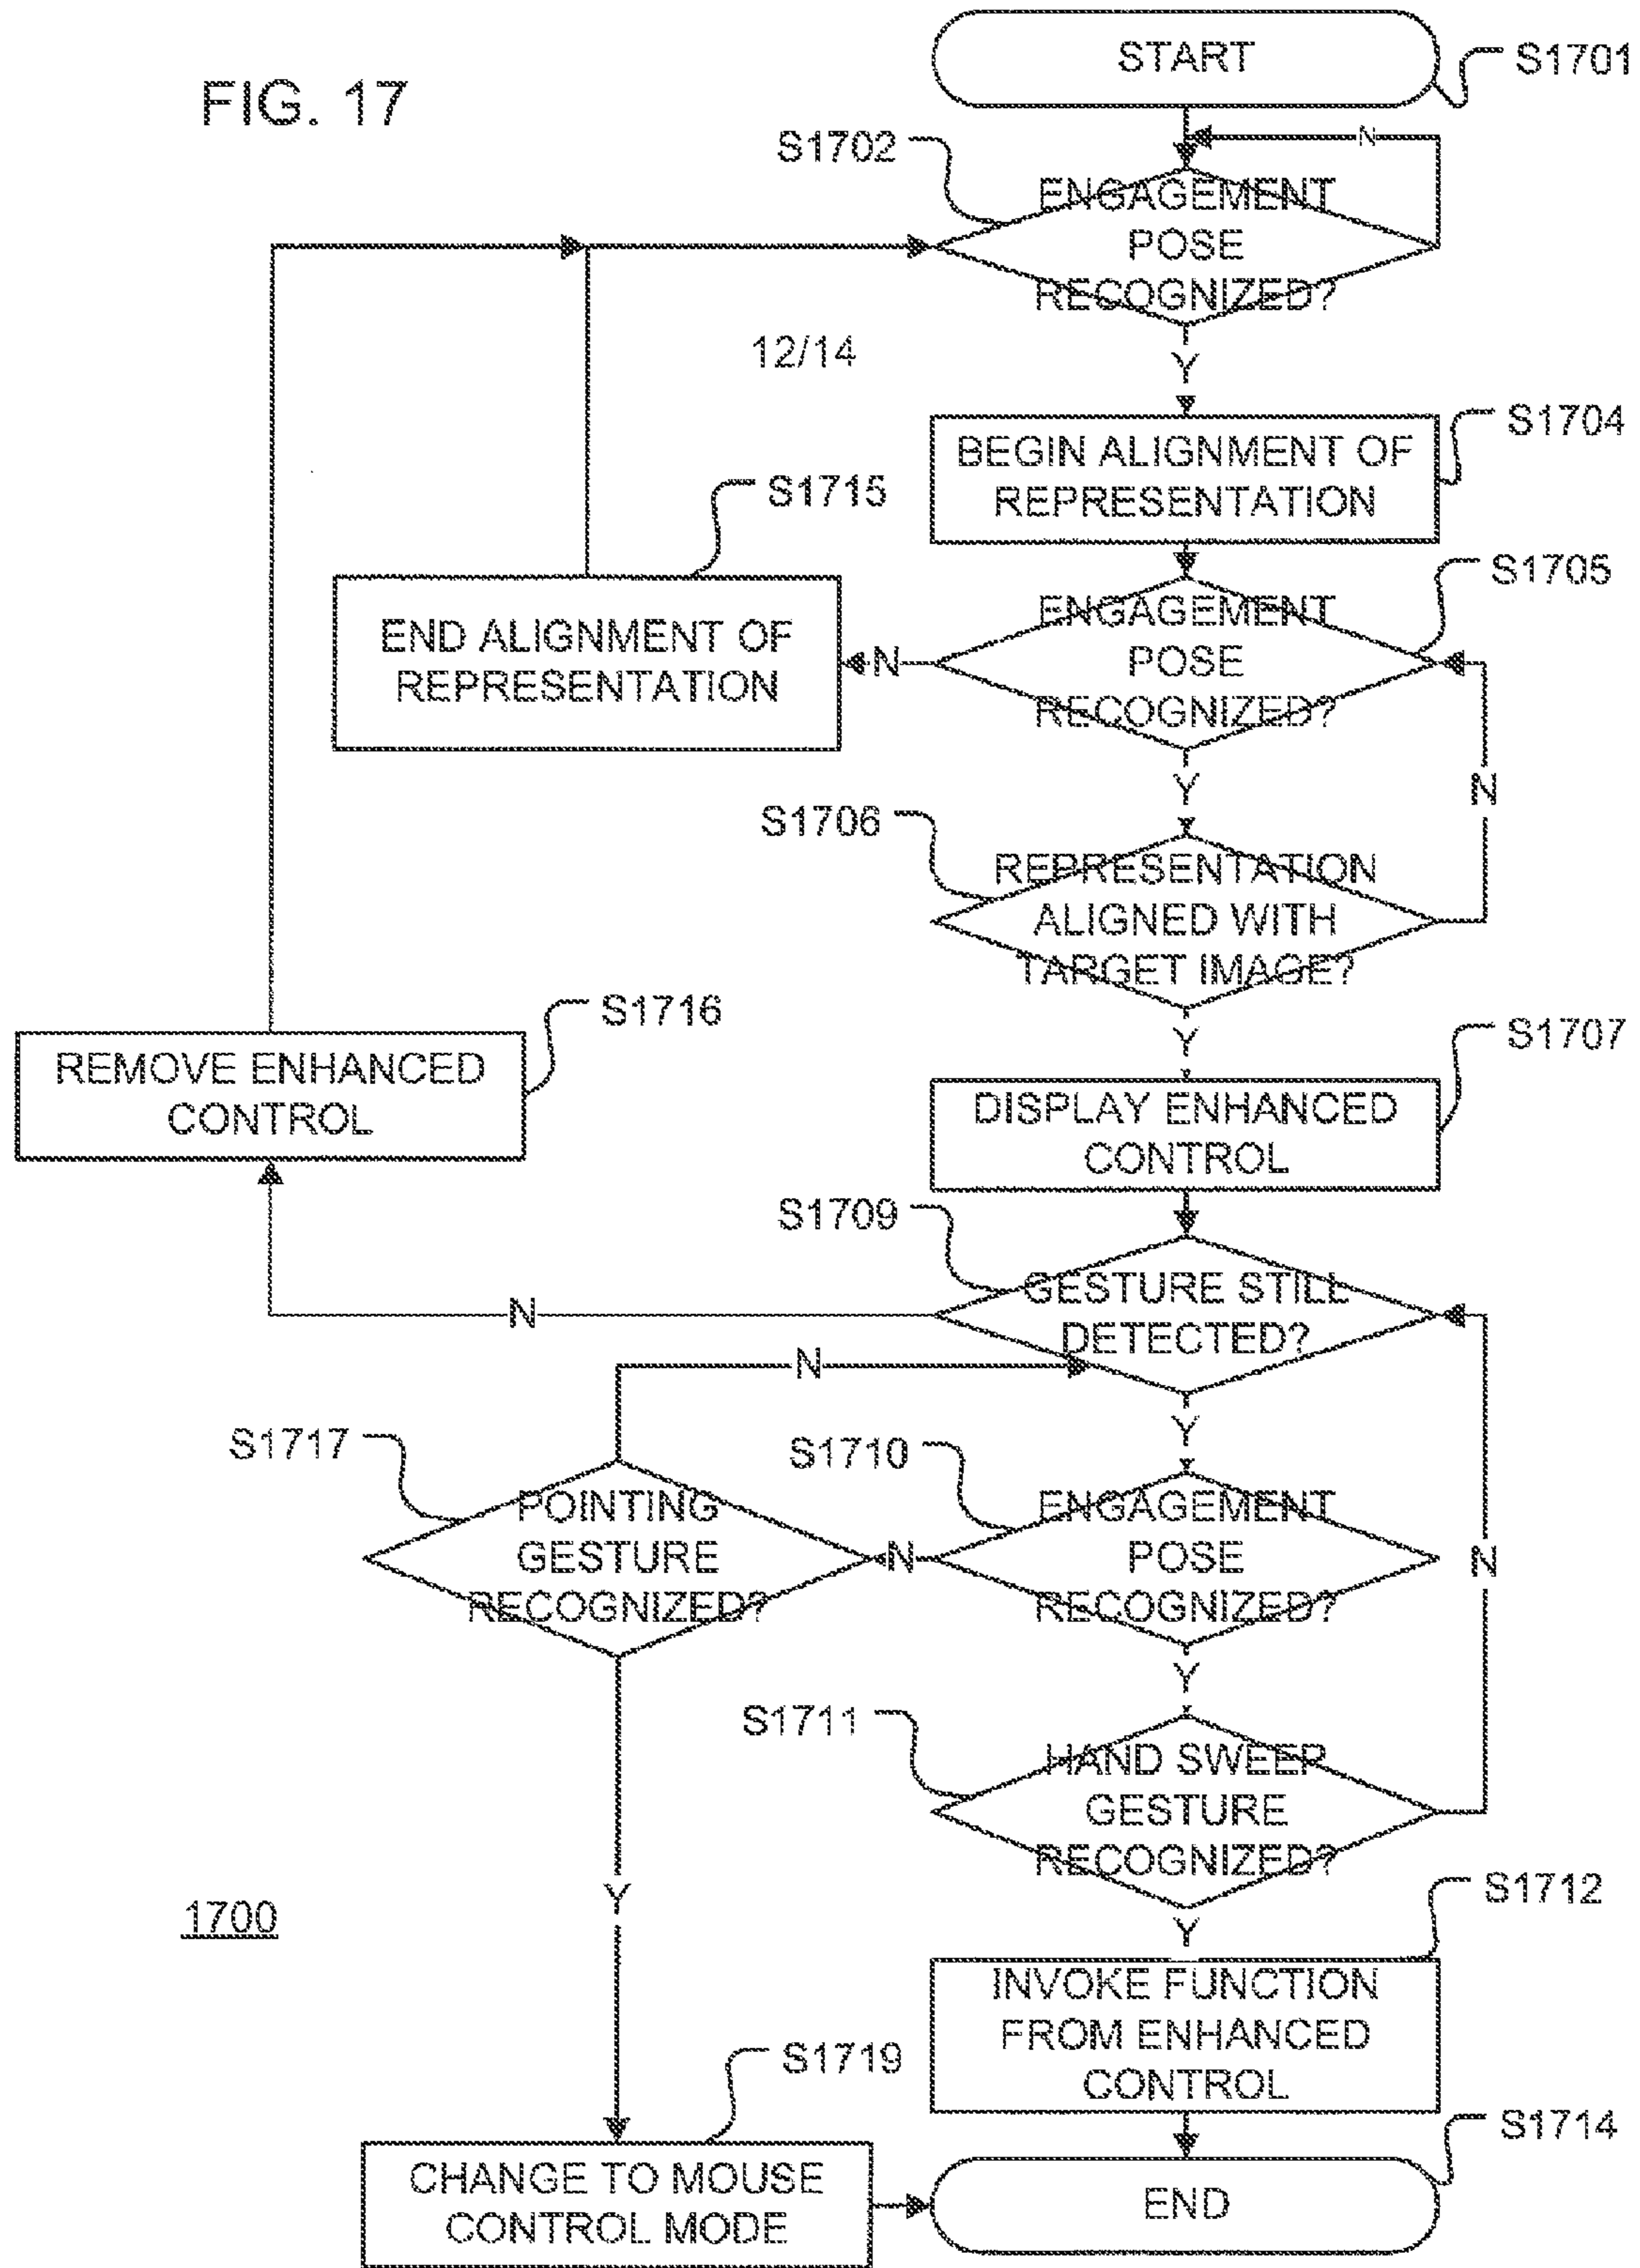 FIG. 17
START
S1701
S1702
N
ENGAGEMENT
POSE
RECOGNIZED?
12/14
Y
S1704
BEGIN ALIGNMENT OF
REPRESENTATION
S1715
END ALIGNMENT OF
REPRESENTATION
S1705
ENGAGEMENT
POSE
RECOGNIZED?
N
Y
N
S1706
REPRESENTATION
ALIGNED WITH
TARGET IMAGE?
S1716
REMOVE ENHANCED
CONTROL
Y
S1707
DISPLAY ENHANCED
CONTROL
S1709
GESTURE STILL
DETECTED?
N
N
Y
S1717
POINTING
GESTURE
RECOGNIZED?
S1710
ENGAGEMENT
POSE
RECOGNIZED?
N
N
Y
S1711
HAND SWEEP
GESTURE
RECOGNIZED?
Y
1700
Y
S1712
INVOKE FUNCTION
FROM ENHANCED
CONTROL
S1719
CHANGE TO MOUSE
CONTROL MODE
S1714
END